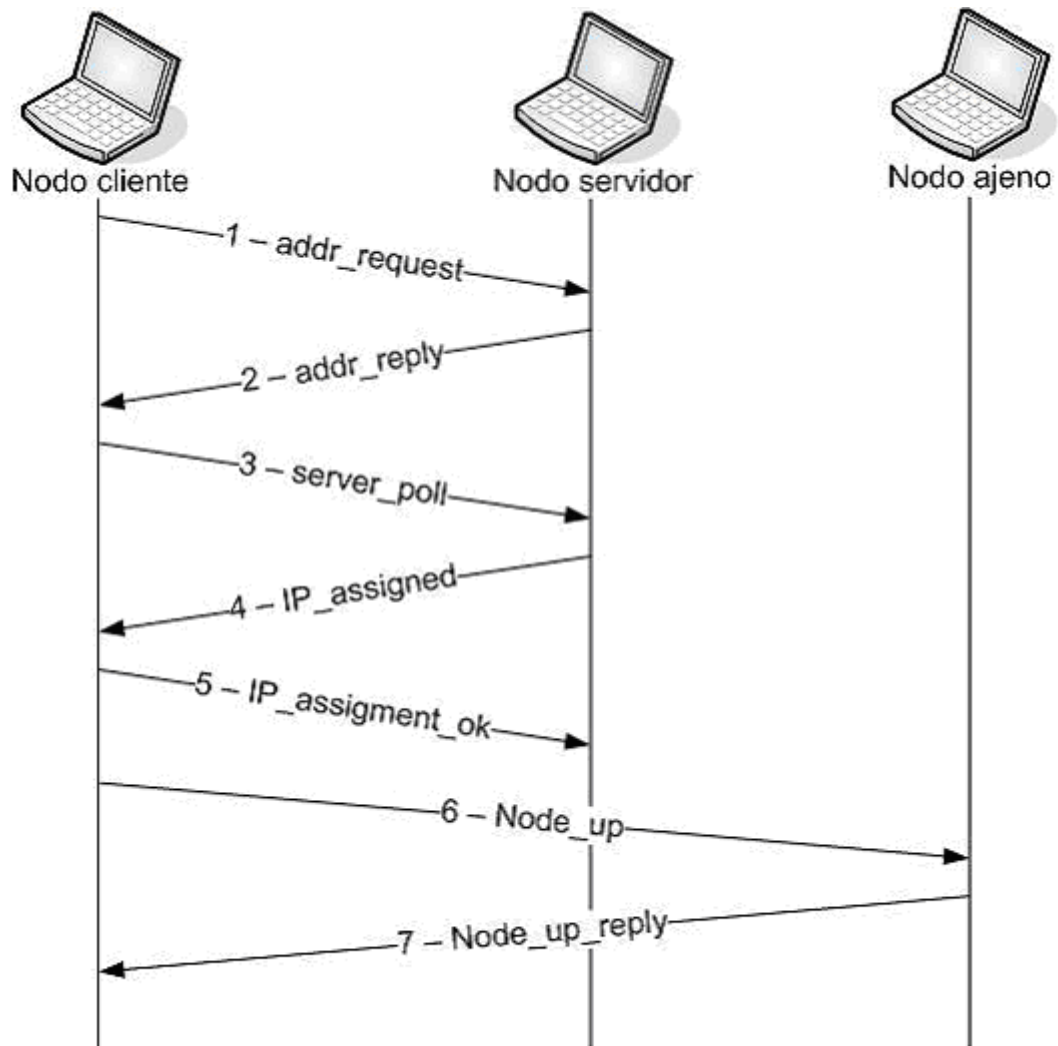 Nodo cliente
Nodo servidor
Nodo ajeno
1 – addr_request
2 – addr_reply
3 – server_poll
4 – IP_assigned
5 – IP_assigment_ok
6 – Node_up
7 – Node_up_reply